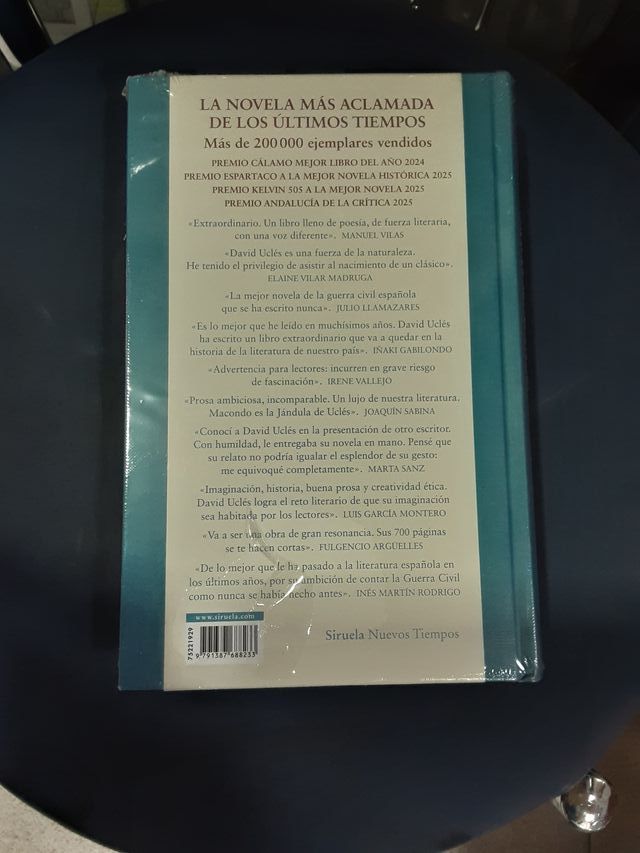 LA NOVELA MÁS ACLAMADA
DE LOS ÚLTIMOS TIEMPOS
Más de 200 000 ejemplares vendidos
PREMIO CÁLAMO MEJOR LIBRO DEL AÑO 2024
PREMIO ESPARTACO A LA MEJOR NOVELA HISTÓRICA 2025
PREMIO KELVIN 505 A LA MEJOR NOVELA 2025
PREMIO ANDALUCÍA DE LA CRÍTICA 2025
«Extraordinario. Un libro lleno de poesía, de fuerza literaria,
con una voz diferente». MANUEL VILAS
«David Uclés es una fuerza de la naturaleza.
He tenido el privilegio de asistir al nacimiento de un clásico».
ELAINE VILAR MADRUGA
«La mejor novela de la guerra civil española
que se ha escrito nunca». JULIO LLAMAZARES
«Es lo mejor que he leído en muchísimos años. David Uclés
ha escrito un libro extraordinario que va a quedar en la
historia de la literatura de nuestro país». IÑAKI GABILONDO
«Advertencia para lectores: incurren en grave riesgo
de fascinación». IRENE VALLEJO
«Prosa ambiciosa, incomparable. Un lujo de nuestra literatura.
Macondo es la Jándula de Uclés». JOAQUÍN SABINA
«Conocí a David Uclés en la presentación de otro escritor.
Con humildad, le entregaba su novela en mano. Pensé que
su relato no podría igualar el esplendor de su gesto:
me equivoqué completamente». MARTA SANZ
«Imaginación, historia, buena prosa y creatividad ética.
David Uclés logra el reto literario de que su imaginación
sea habitada por los lectores». LUIS GARCÍA MONTERO
«Va a ser una obra de gran resonancia. Sus 700 páginas
se te hacen cortas». FULGENCIO ARGÜELLES
«De lo mejor que le ha pasado a la literatura española en
los últimos años, por su ambición de contar la Guerra Civil
como nunca se había hecho antes». INÉS MARTÍN RODRIGO
www.siruela.com
75221929
9 791387 688233
Siruela Nuevos Tiempos